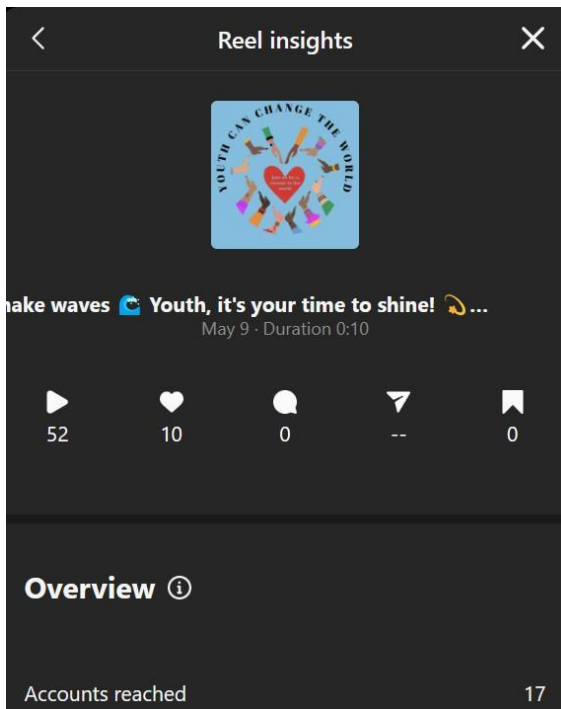 Reel insights
YOUTH CAN CHANGE THE WORLD
make waves 🌊 Youth, it's your time to shine! 💫...
May 9 · Duration 0:10
52 10 0 -- 0
Overview
Accounts reached 17